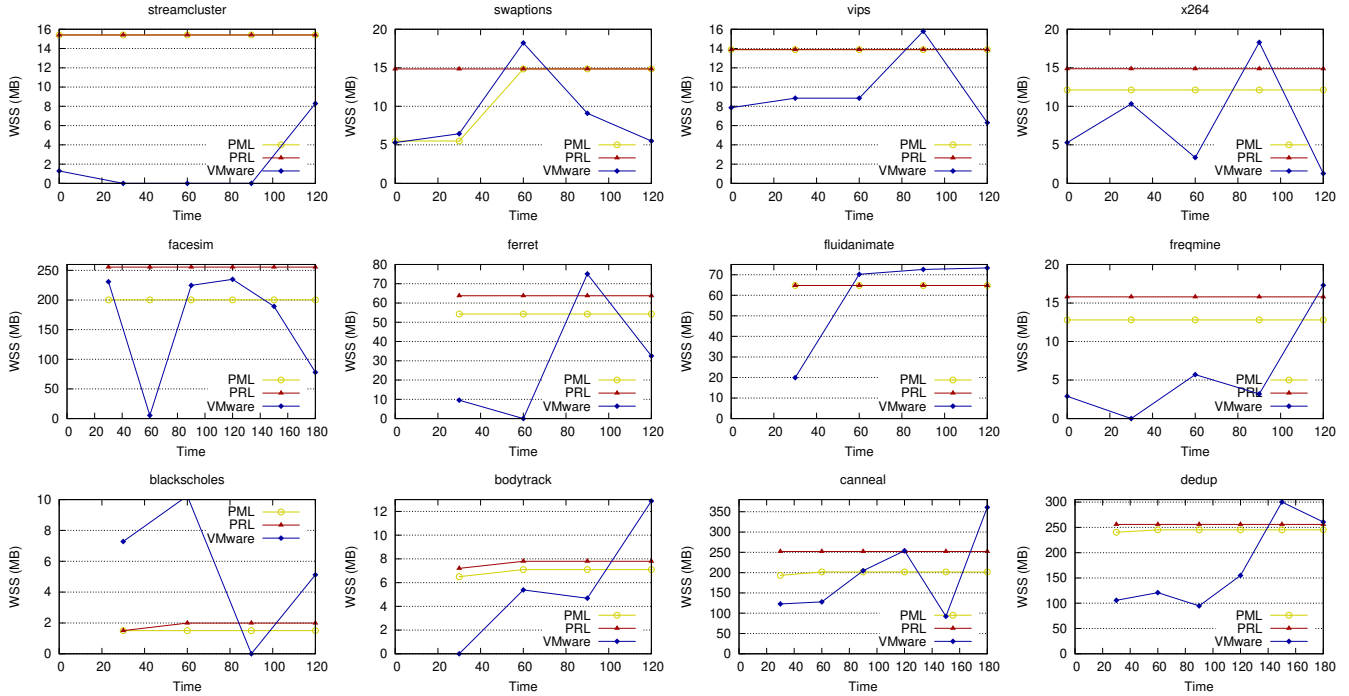 streamcluster
16
14
12
10
8
6
4
2
0
WSS (MB)
PML
PRL
VMware
0 20 40 60 80 100 120
Time
swaptions
20
15
10
5
0
WSS (MB)
PML
PRL
VMware
0 20 40 60 80 100 120
Time
vips
16
14
12
10
8
6
4
2
0
WSS (MB)
PML
PRL
VMware
0 20 40 60 80 100 120
Time
x264
20
15
10
5
0
WSS (MB)
PML
PRL
VMware
0 20 40 60 80 100 120
Time
facesim
250
200
150
100
50
0
WSS (MB)
PML
PRL
VMware
0 20 40 60 80 100 120 140 160 180
Time
ferret
80
70
60
50
40
30
20
10
0
WSS (MB)
PML
PRL
VMware
0 20 40 60 80 100 120
Time
fluidanimate
70
60
50
40
30
20
10
0
WSS (MB)
PML
PRL
VMware
0 20 40 60 80 100 120
Time
freqmine
20
15
10
5
0
WSS (MB)
PML
PRL
VMware
0 20 40 60 80 100 120
Time
blackscholes
10
8
6
4
2
0
WSS (MB)
PML
PRL
VMware
0 20 40 60 80 100 120
Time
bodytrack
12
10
8
6
4
2
0
WSS (MB)
PML
PRL
VMware
0 20 40 60 80 100 120
Time
canneal
350
300
250
200
150
100
50
0
WSS (MB)
PML
PRL
VMware
0 20 40 60 80 100 120 140 160 180
Time
dedup
300
250
200
150
100
50
0
WSS (MB)
PML
PRL
VMware
0 20 40 60 80 100 120 140 160 180
Time